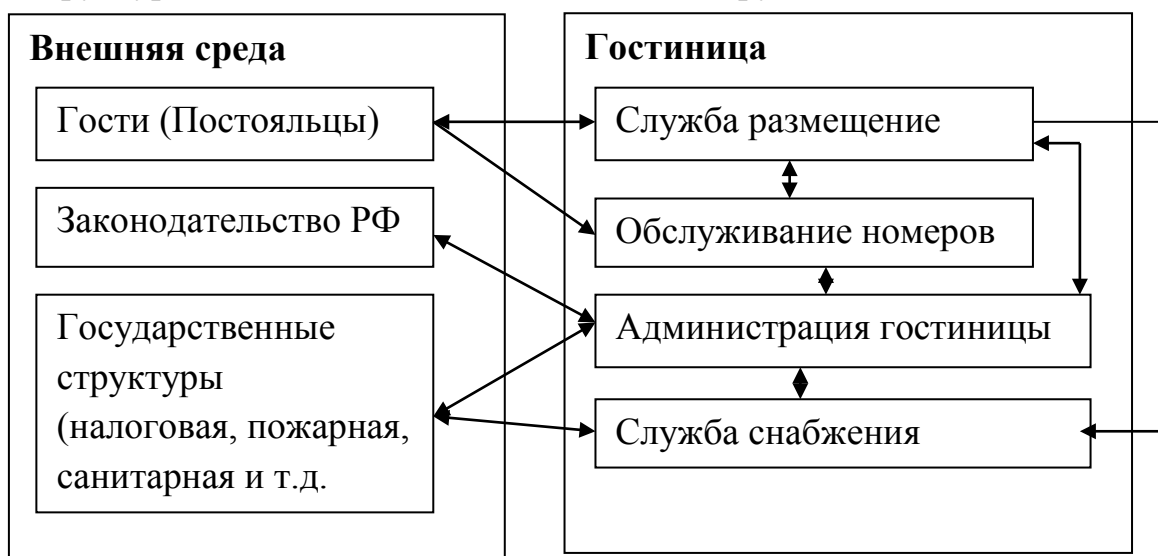 Внешняя среда
Гости (Постояльцы)
Законодательство РФ
Государственные
структуры
(налоговая, пожарная,
санитарная и т.д.
Гостиница
Служба размещение
Обслуживание номеров
Администрация гостиницы
Служба снабжения